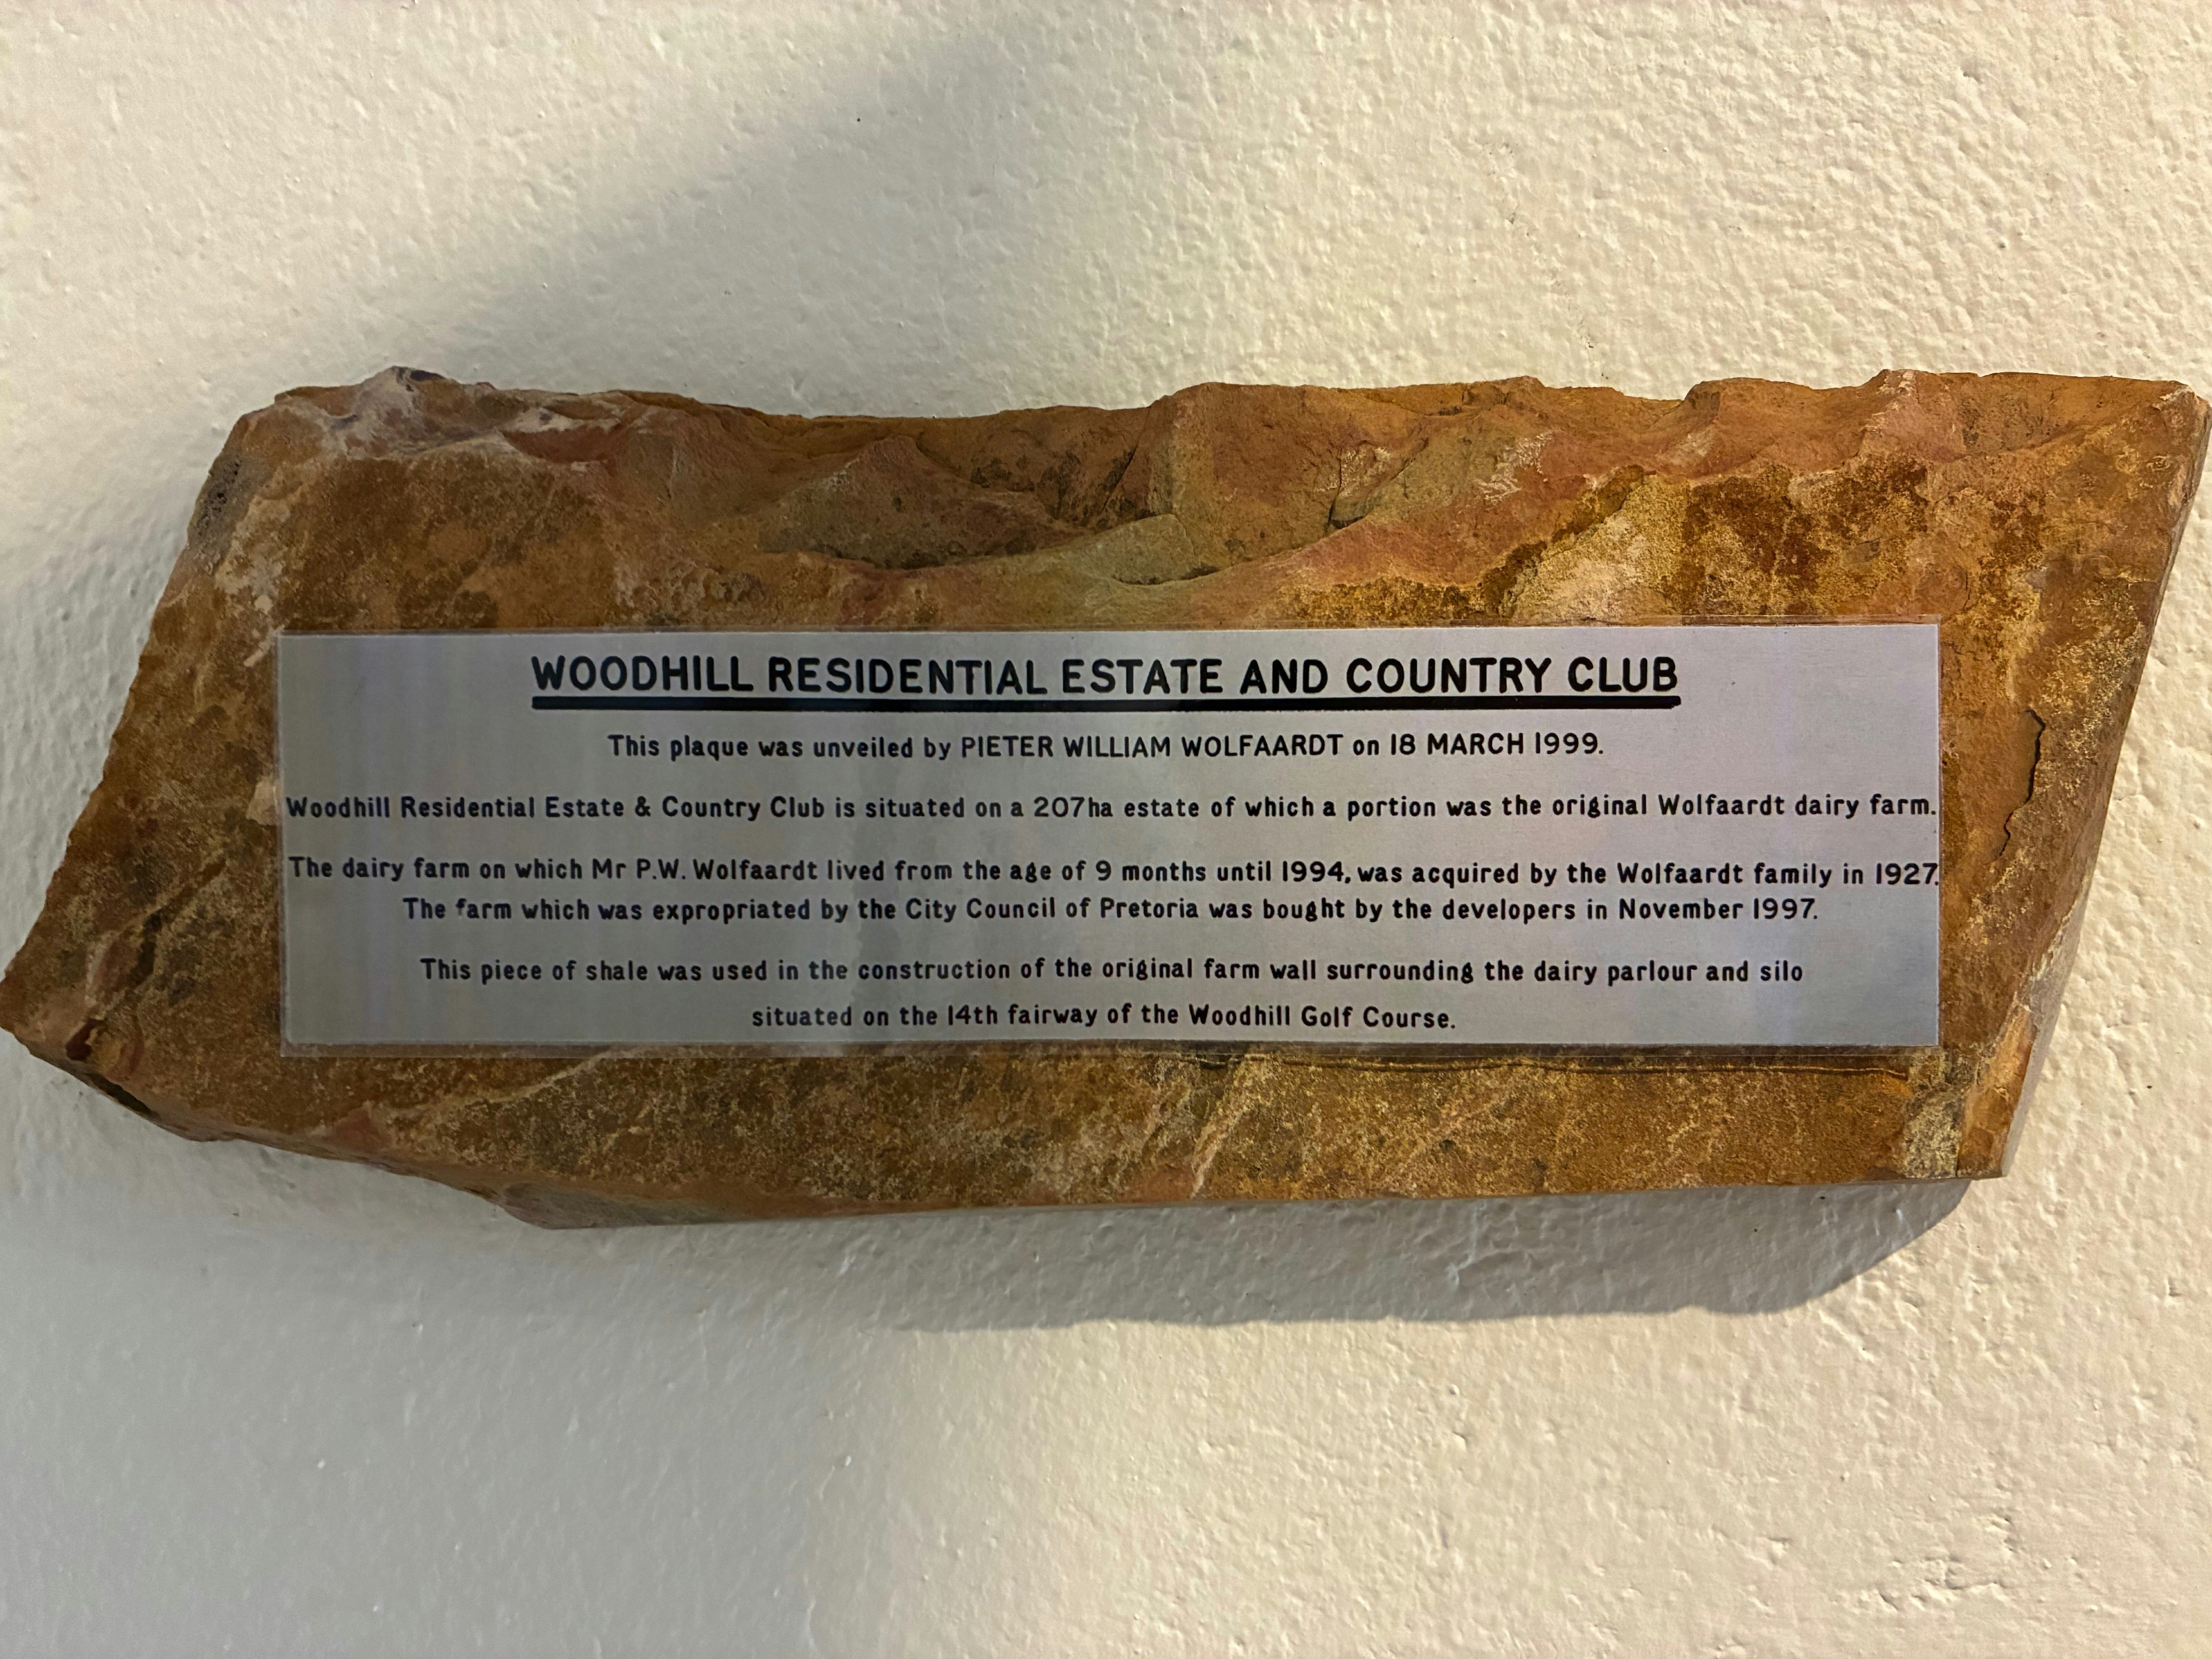 WOODHILL RESIDENTIAL ESTATE AND COUNTRY CLUB
This plaque was unveiled by PIETER WILLIAM WOLFAARDT on 18 MARCH 1999.
Woodhill Residential Estate & Country Club is situated on a 207ha estate of which a portion was the original Wolfaardt dairy farm.
The dairy farm on which Mr P.W. Wolfaardt lived from the age of 9 months until 1994, was acquired by the Wolfaardt family in 1927.
The farm which was expropriated by the City Council of Pretoria was bought by the developers in November 1997.
This piece of shale was used in the construction of the original farm wall surrounding the dairy parlour and silo
situated on the 14th fairway of the Woodhill Golf Course.